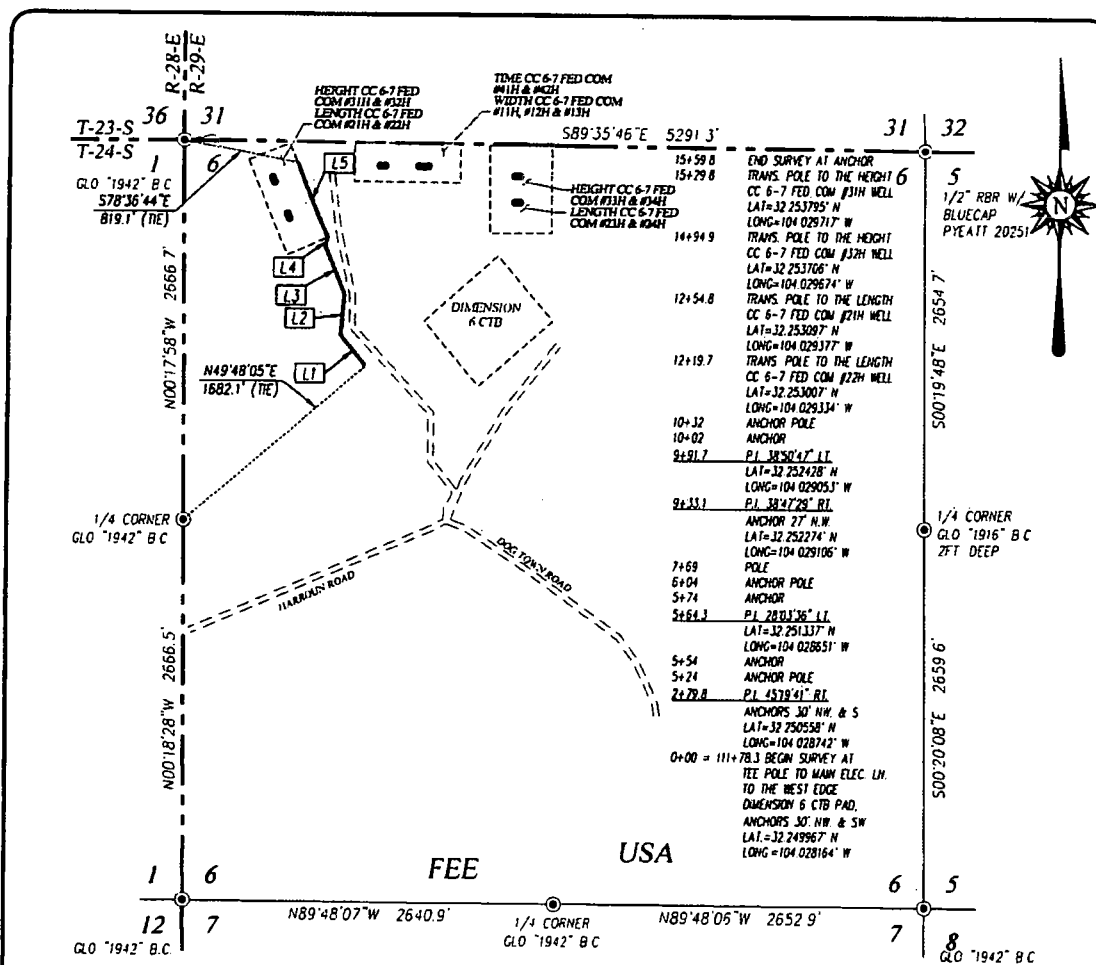 R-28-E
R-29-E
36
31
T-23-S
T-24-S
1
6
GLO "1942" B C
S78°36'44"E
819.1' (TIE)
HEIGHT CC 6-7 FED
COM #31H & #32H
LENGTH CC 6-7 FED
COM #21H & #22H
TIME CC 6-7 FED COM
#41H & #42H
WIDTH CC 6-7 FED COM
#11H, #12H & #13H
S89°35'46"E 5291 3'
31
32
6
5
1/2" RBR W/
BLUECAP
PYEATT 20251
N
L5
L4
L3
L2
L1
HEIGHT CC 6-7 FED
COM #33H & #34H
LENGTH CC 6-7 FED
COM #23H & #24H
DIMENSION
6 CTB
N00°17'58"W 2666.7'
N49°48'05"E
1682.1' (TIE)
1/4 CORNER
GLO "1942" B C
HARROUN ROAD
DOG TOWN ROAD
N00°18'28"W 2666.5'
15+59.8 END SURVEY AT ANCHOR
15+29.8 TRANS. POLE TO THE HEIGHT
CC 6-7 FED COM #31H WELL
LAT=32 253795° N
LONG=104 029717° W
14+94.9 TRANS. POLE TO THE HEIGHT
CC 6-7 FED COM #32H WELL
LAT=32 253706° N
LONG=104 029674° W
12+54.8 TRANS. POLE TO THE LENGTH
CC 6-7 FED COM #21H WELL
LAT=32.253097° N
LONG=104 029377° W
12+19.7 TRANS POLE TO THE LENGTH
CC 6-7 FED COM #22H WELL
LAT=32.253007° N
LONG=104 029334° W
10+32 ANCHOR POLE
10+02 ANCHOR
9+91.7 P.I. 38°50'47" LT.
LAT=32 252428° N
LONG=104 029053° W
9+33.1 P.I. 38°47'29" RT.
ANCHOR 27' N.W.
LAT=32 252274° N
LONG=104 029106° W
7+69 POLE
6+04 ANCHOR POLE
5+74 ANCHOR
5+64.3 P.I. 28°03'36" LT.
LAT=32 251337° N
LONG=104 028651° W
5+54 ANCHOR
5+24 ANCHOR POLE
2+79.8 P.I. 45°19'41" RT.
ANCHORS 30' NW. & S
LAT=32 250558° N
LONG=104 028742° W
0+00 = 111+78.3 BEGIN SURVEY AT
TEE POLE TO MAIN ELEC. LN.
TO THE WEST EDGE
DIMENSION 6 CTB PAD,
ANCHORS 30'. NW. & SW
LAT.=32 249967° N
LONG =104 028164° W
S00°19'48"E 2654 7'
1/4 CORNER
GLO "1916" B C
2FT DEEP
S00°20'08"E 2659 6'
FEE
USA
1
6
12
7
GLO "1942" B.C.
N89°48'07"W 2640.9'
1/4 CORNER
GLO "1942" B C
N89°48'06"W 2652 9'
6
5
7
8
GLO "1942" B C